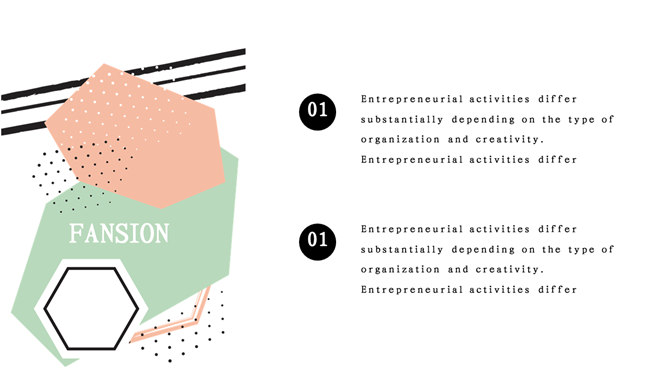 FANSION
01
Entrepreneurial activities differ
substantially depending on the type of
organization and creativity.
Entrepreneurial activities differ
01
Entrepreneurial activities differ
substantially depending on the type of
organization and creativity.
Entrepreneurial activities differ